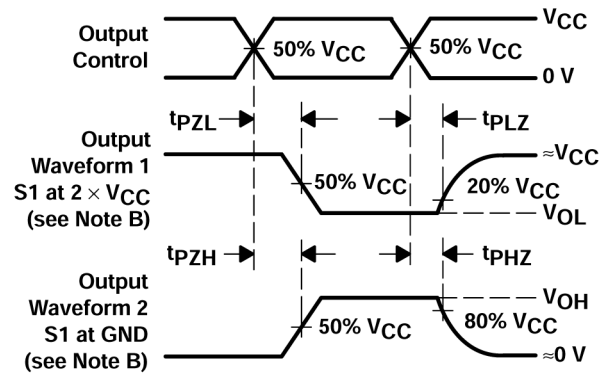 Output
Control
50% VCC
50% VCC
VCC
0 V
tPZL
tPLZ
Output
Waveform 1
S1 at 2 × VCC
(see Note B)
50% VCC
20% VCC
≈VCC
VOL
tPZH
tPHZ
Output
Waveform 2
S1 at GND
(see Note B)
50% VCC
80% VCC
VOH
≈0 V